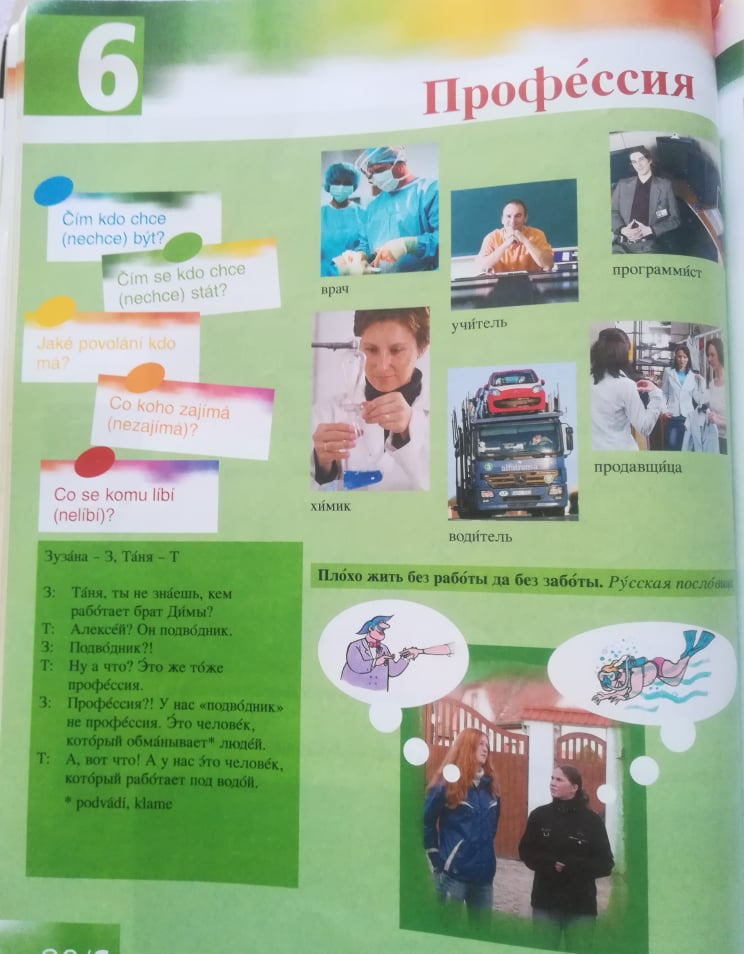 6
Профе́ссия
Čím kdo chce
(nechce) být?
Čím se kdo chce
(nechce) stát?
Jaké povolání kdo
má?
Co koho zajímá
(nezajímá)?
Co se komu líbí
(nelíbí)?
врач
учи́тель
программи́ст
хи́мик
води́тель
продавщи́ца
Зуза́на – З, Та́ня – Т
З: Та́ня, ты не зна́ешь, кем
рабо́тает брат Ди́мы?
Т: Алексе́й? Он подво́дник.
З: Подво́дник?!
Т: Ну а что? Э́то же то́же
профе́ссия.
З: Профе́ссия?! У нас «подво́дник»
не профе́ссия. Э́то челове́к,
кото́рый обма́нывает* люде́й.
Т: А, вот что! А у нас э́то челове́к,
кото́рый рабо́тает под водо́й.
* podvádí, klame
Пло́хо жить без рабо́ты да без забо́ты. Ру́сская